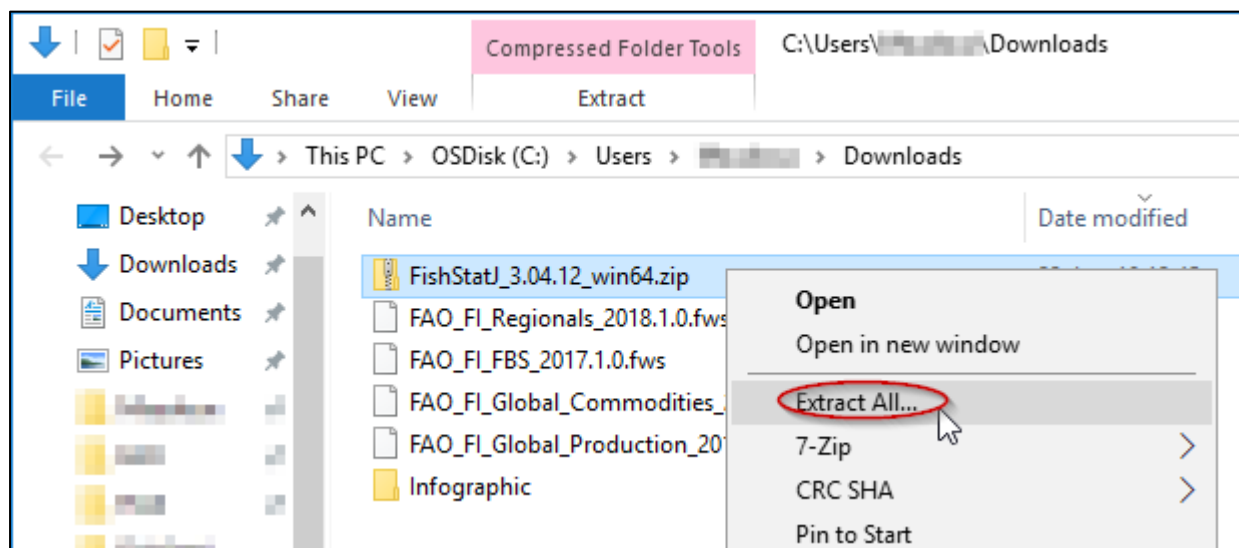 Compressed Folder Tools
C:\Users\ \Downloads
File Home Share View Extract
This PC > OSDisk (C:) > Users > > Downloads
Desktop
Downloads
Documents
Pictures
Name Date modified
FishStatJ_3.04.12_win64.zip
FAO_FI_Regionals_2018.1.0.fws
FAO_FI_FBS_2017.1.0.fws
FAO_FI_Global_Commodities_
FAO_FI_Global_Production_201
Infographic
Open
Open in new window
Extract All...
7-Zip
CRC SHA
Pin to Start